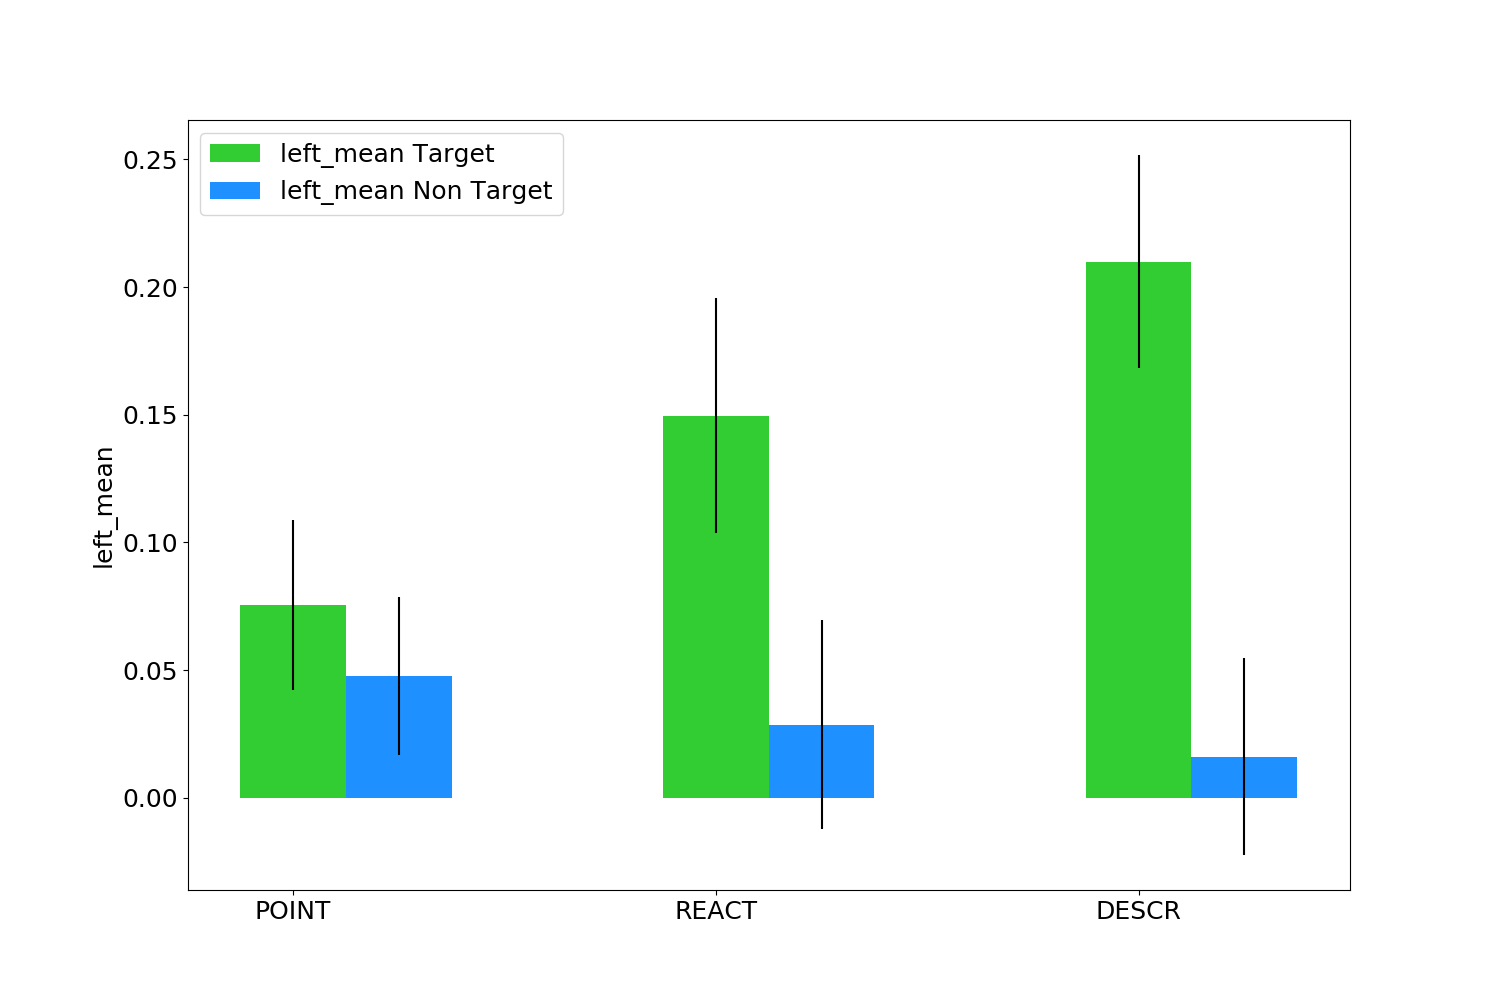 left_mean Target
left_mean Non Target
0.25
0.20
0.15
0.10
0.05
0.00
left_mean
POINT
REACT
DESCR